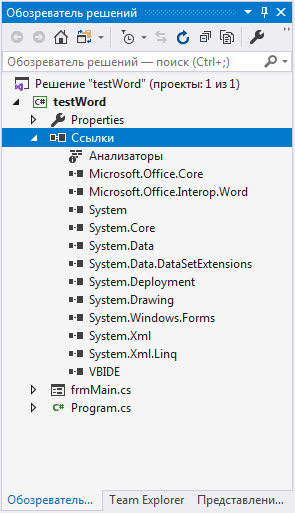 Обозреватель решений
Обозреватель решений — поиск (Ctrl+;)
Решение "testWord" (проекты: 1 из 1)
C# testWord
Properties
Ссылки
Анализаторы
Microsoft.Office.Core
Microsoft.Office.Interop.Word
System
System.Core
System.Data
System.Data.DataSetExtensions
System.Deployment
System.Drawing
System.Windows.Forms
System.Xml
System.Xml.Linq
VBIDE
frmMain.cs
C# Program.cs
Обозреватель... Team Explorer Представлени...